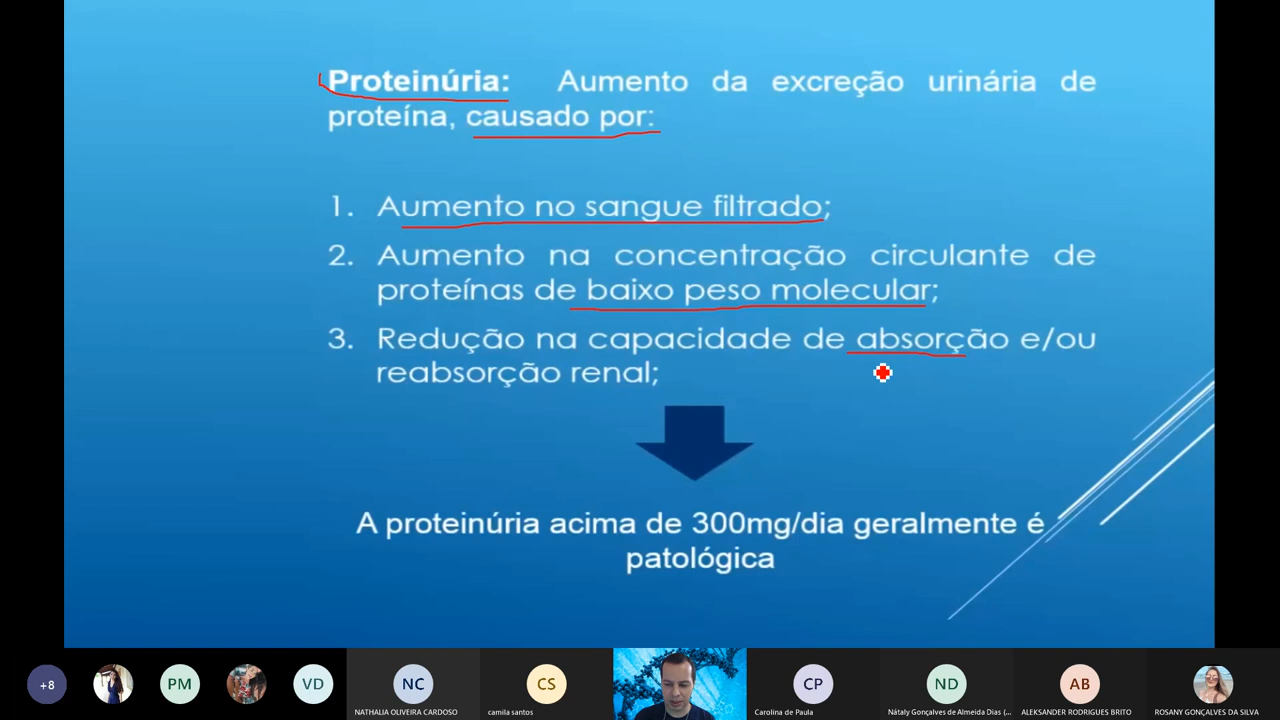 Proteinúria: Aumento da excreção urinária de
proteína, causado por:
1. Aumento no sangue filtrado;
2. Aumento na concentração circulante de
proteínas de baixo peso molecular;
3. Redução na capacidade de absorção e/ou
reabsorção renal;
A proteinúria acima de 300mg/dia geralmente é
patológica
+8
PM
VD
NC
CS
CP
ND
AB
NATHALIA OLIVEIRA CARDOSO
camila santos
Carolina de Paula
Nátaly Gonçalves de Almeida Dias (...
ALEKSANDER RODRIGUES BRITO
ROSANY GONÇALVES DA SILVA